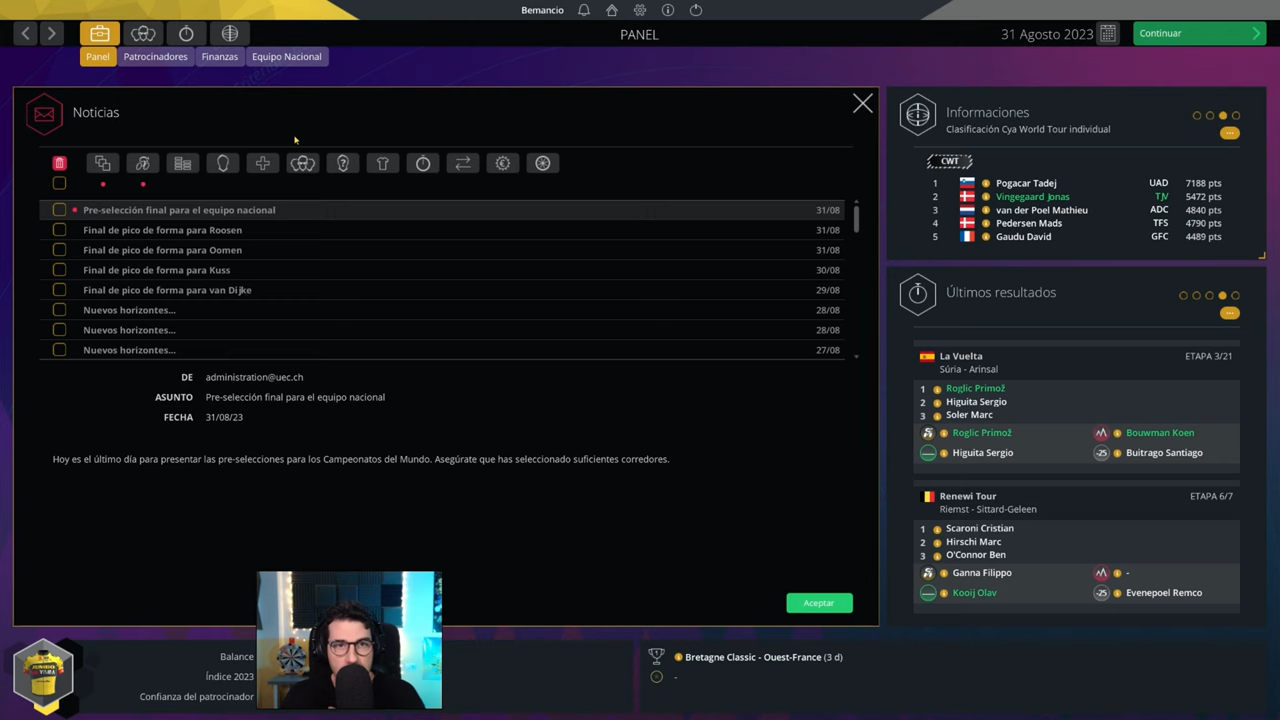 Bemancio
PANEL
31 Agosto 2023
Continuar
Panel
Patrocinadores
Finanzas
Equipo Nacional
Noticias
Pre-selección final para el equipo nacional 31/08
Final de pico de forma para Roosen 31/08
Final de pico de forma para Oomen 31/08
Final de pico de forma para Kuss 30/08
Final de pico de forma para van Dijke 29/08
Nuevos horizontes... 28/08
Nuevos horizontes... 28/08
Nuevos horizontes... 27/08
DE administration@uec.ch
ASUNTO Pre-selección final para el equipo nacional
FECHA 31/08/23
Hoy es el último día para presentar las pre-selecciones para los Campeonatos del Mundo. Asegúrate que has seleccionado suficientes corredores.
Aceptar
Informaciones
Clasificación Cya World Tour individual
CWT
1 Pogacar Tadej UAD 7188 pts
2 Vingegaard Jonas TJV 5472 pts
3 van der Poel Mathieu ADC 4840 pts
4 Pedersen Mads TFS 4790 pts
5 Gaudu David GFC 4489 pts
Últimos resultados
La Vuelta ETAPA 3/21
Súria - Arinsal
1 Roglic Primož
2 Higuita Sergio
3 Soler Marc
Roglic Primož Bouwman Koen
Higuita Sergio -25 Buitrago Santiago
Renewi Tour ETAPA 6/7
Riemst - Sittard-Geleen
1 Scaroni Cristian
2 Hirschi Marc
3 O'Connor Ben
Ganna Filippo -
Kooij Olav -25 Evenepoel Remco
Balance
Índice 2023
Confianza del patrocinador
Bretagne Classic - Ouest-France (3 d)
-